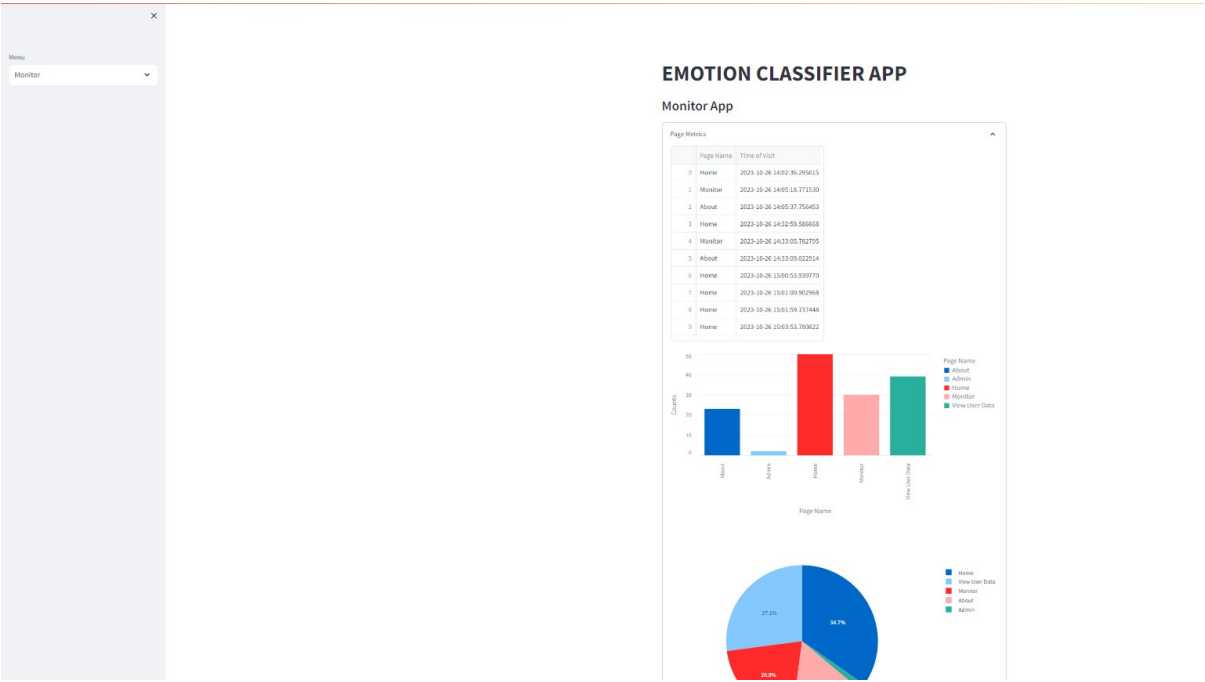 ×
Menu
Monitor
EMOTION CLASSIFIER APP
Monitor App
Page Metrics
Page Name Time of Visit
0 Home 2023-10-26 14:02:36.295015
1 Monitor 2023-10-26 14:05:18.771530
2 About 2023-10-26 14:05:37.756453
3 Home 2023-10-26 14:32:59.586668
4 Monitor 2023-10-26 14:33:05.782795
5 About 2023-10-26 14:33:09.022914
6 Home 2023-10-26 15:00:53.930770
7 Home 2023-10-26 15:01:00.902968
8 Home 2023-10-26 15:01:59.737448
9 Home 2023-10-26 15:03:53.780822
50
40
30
20
10
0
Counts
About
Admin
Home
Monitor
View User Data
Page Name
Page Name
About
Admin
Home
Monitor
View User Data
27.1%
34.7%
20.8%
Home
View User Data
Monitor
About
Admin